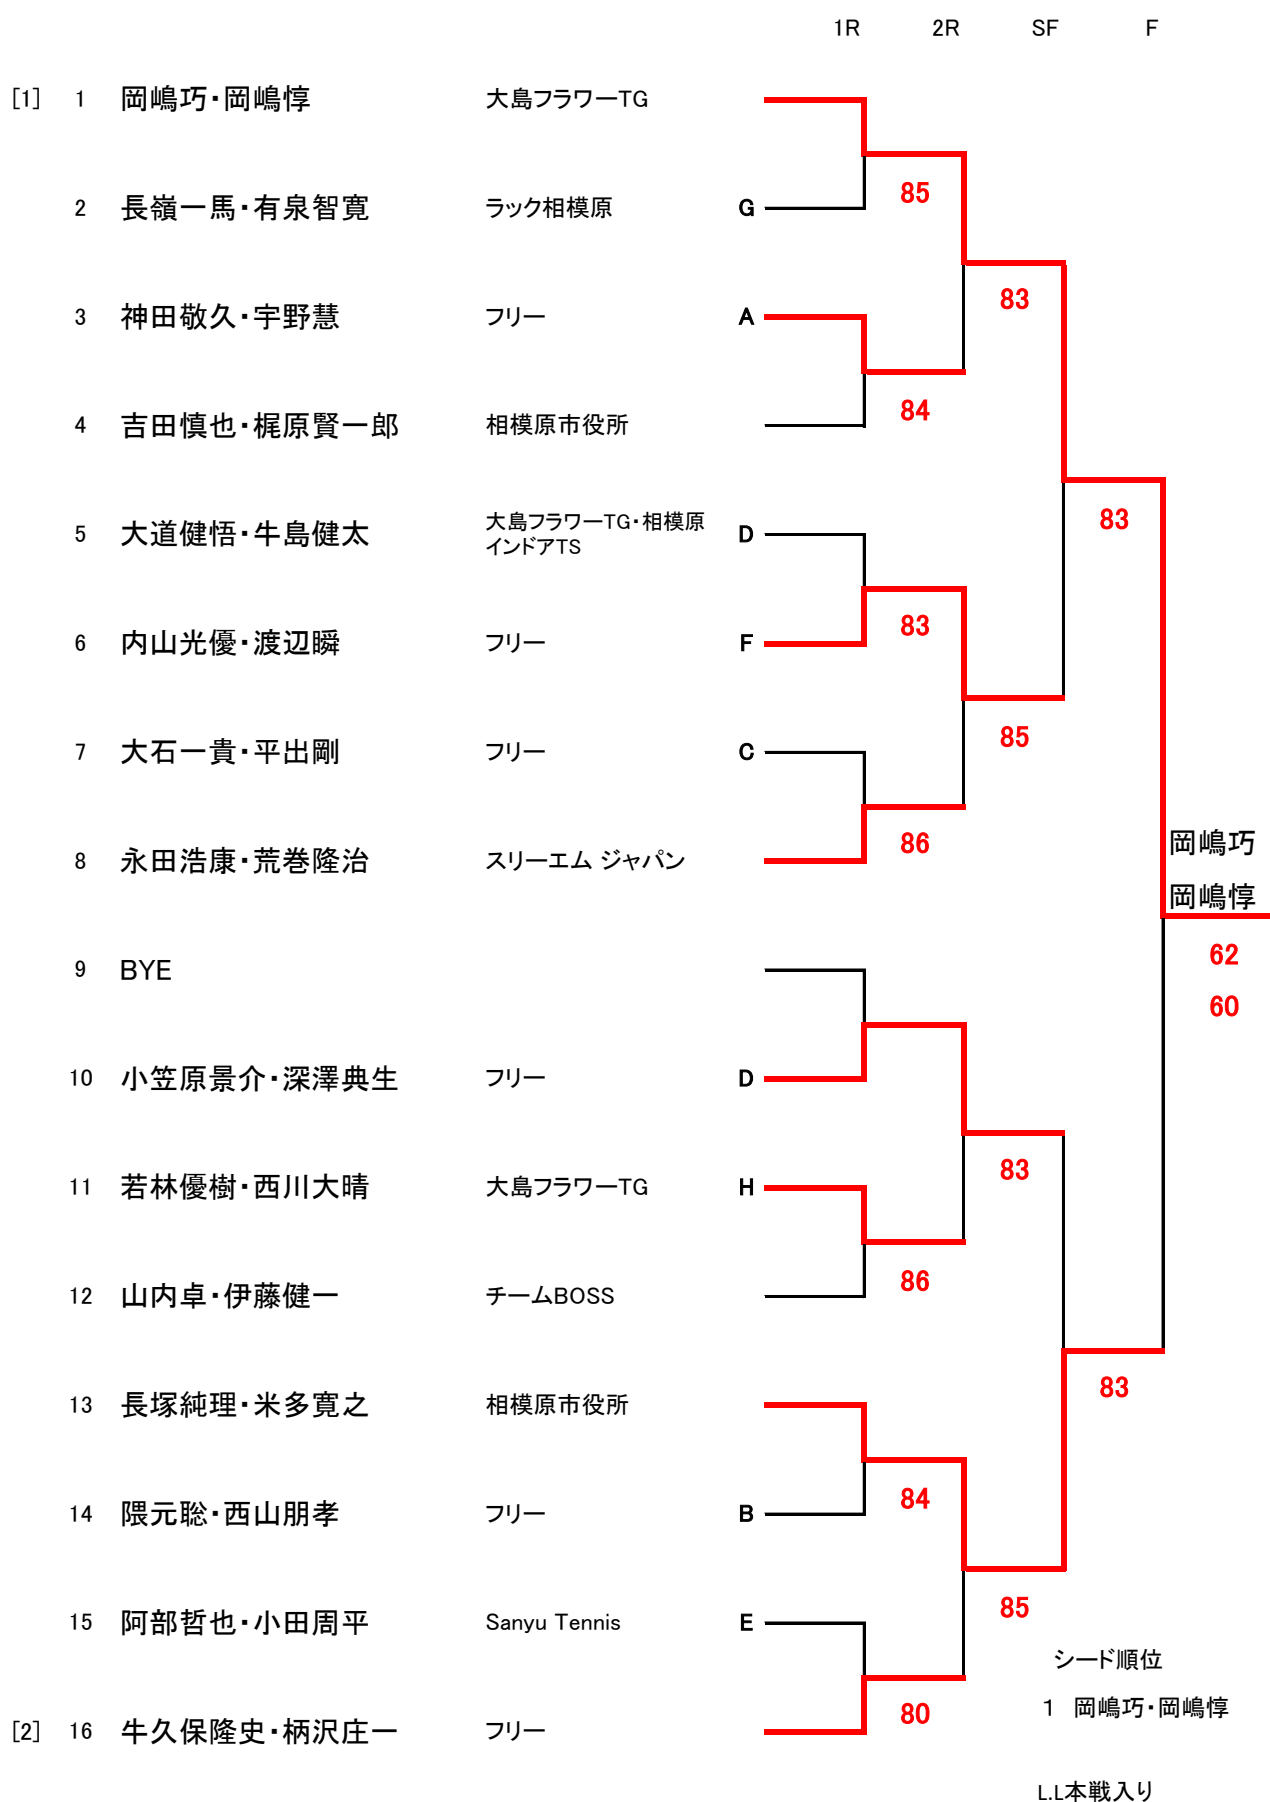 1R 2R SF F
[1] 1 岡嶋巧・岡嶋惇 大島フラワーTG
85
2 長嶺一馬・有泉智寛 ラック相模原 G
83
3 神田敬久・宇野慧 フリー A
84
4 吉田慎也・梶原賢一郎 相模原市役所
83
5 大道健悟・牛島健太 大島フラワーTG・相模原
インドアTS D
83
6 内山光優・渡辺瞬 フリー F
85
7 大石一貴・平出剛 フリー C
86
8 永田浩康・荒巻隆治 スリーエム ジャパン
岡嶋巧
岡嶋惇
62
60
9 BYE
10 小笠原景介・深澤典生 フリー D
83
11 若林優樹・西川大晴 大島フラワーTG H
86
12 山内卓・伊藤健一 チームBOSS
83
13 長塚純理・米多寛之 相模原市役所
84
14 隈元聡・西山朋孝 フリー B
85
15 阿部哲也・小田周平 Sanyu Tennis E
80
[2] 16 牛久保隆史・柄沢庄一 フリー
シード順位
1 岡嶋巧・岡嶋惇
L.L本戦入り